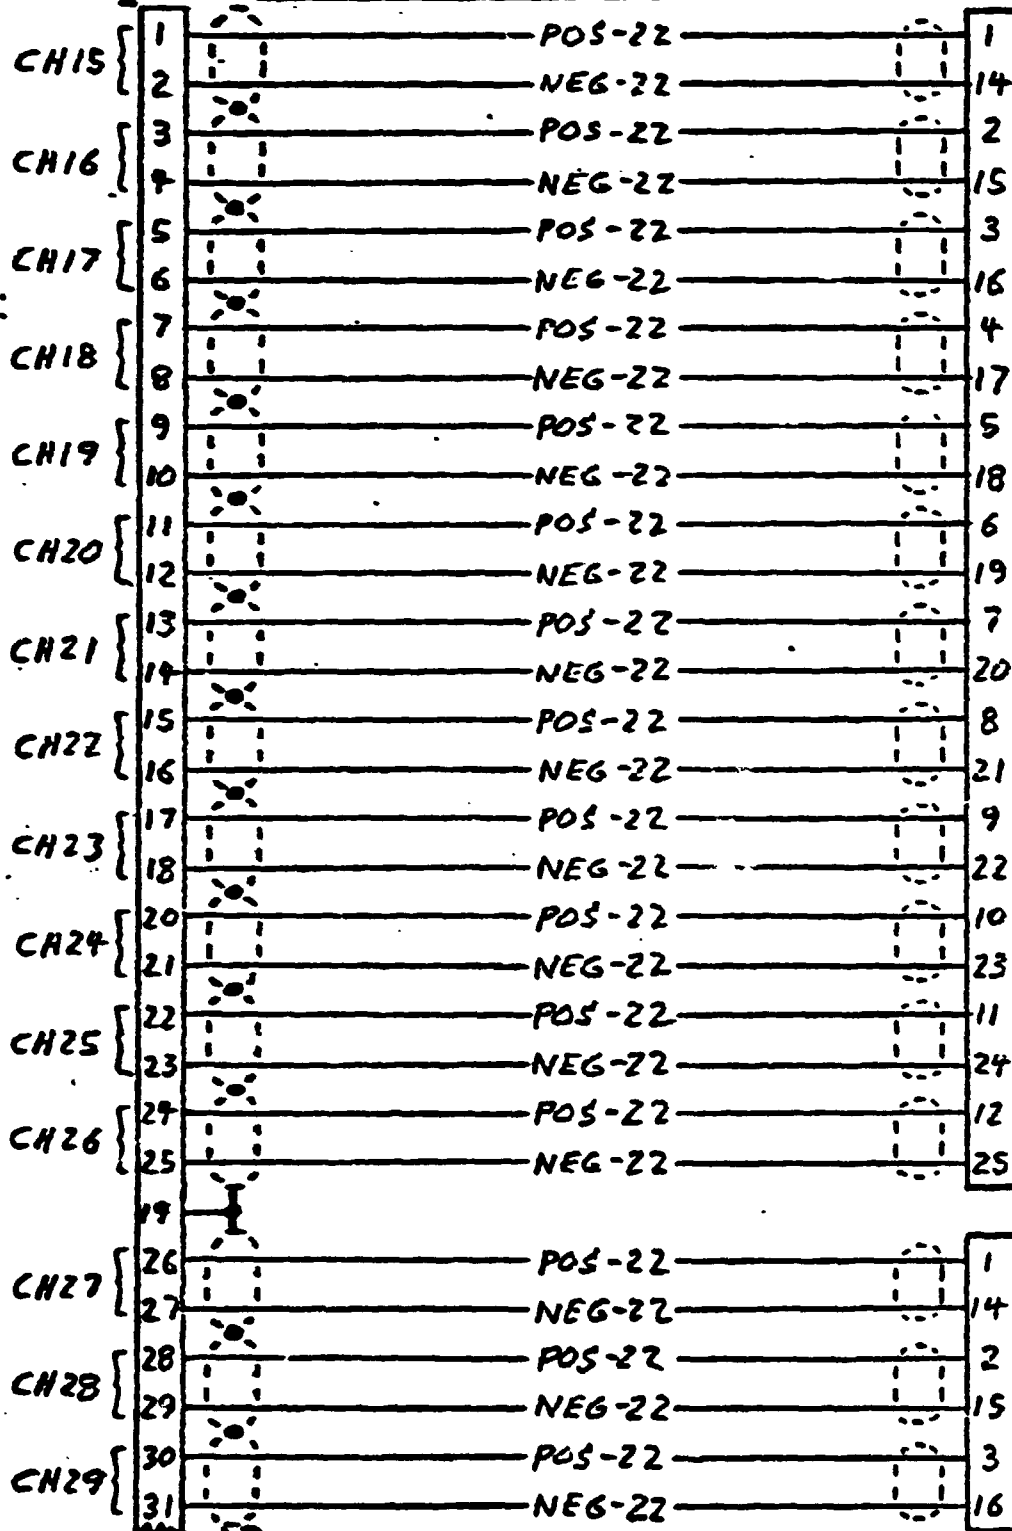 1 POS-22 1
CH15
2 NEG-22 14
3 POS-22 2
CH16
4 NEG-22 15
5 POS-22 3
CH17
6 NEG-22 16
7 POS-22 4
CH18
8 NEG-22 17
9 POS-22 5
CH19
10 NEG-22 18
11 POS-22 6
CH20
12 NEG-22 19
13 POS-22 7
CH21
14 NEG-22 20
15 POS-22 8
CH22
16 NEG-22 21
17 POS-22 9
CH23
18 NEG-22 22
20 POS-22 10
CH24
21 NEG-22 23
22 POS-22 11
CH25
23 NEG-22 24
24 POS-22 12
CH26
25 NEG-22 25
19
26 POS-22 1
CH27
27 NEG-22 14
28 POS-22 2
CH28
29 NEG-22 15
30 POS-22 3
CH29
31 NEG-22 16